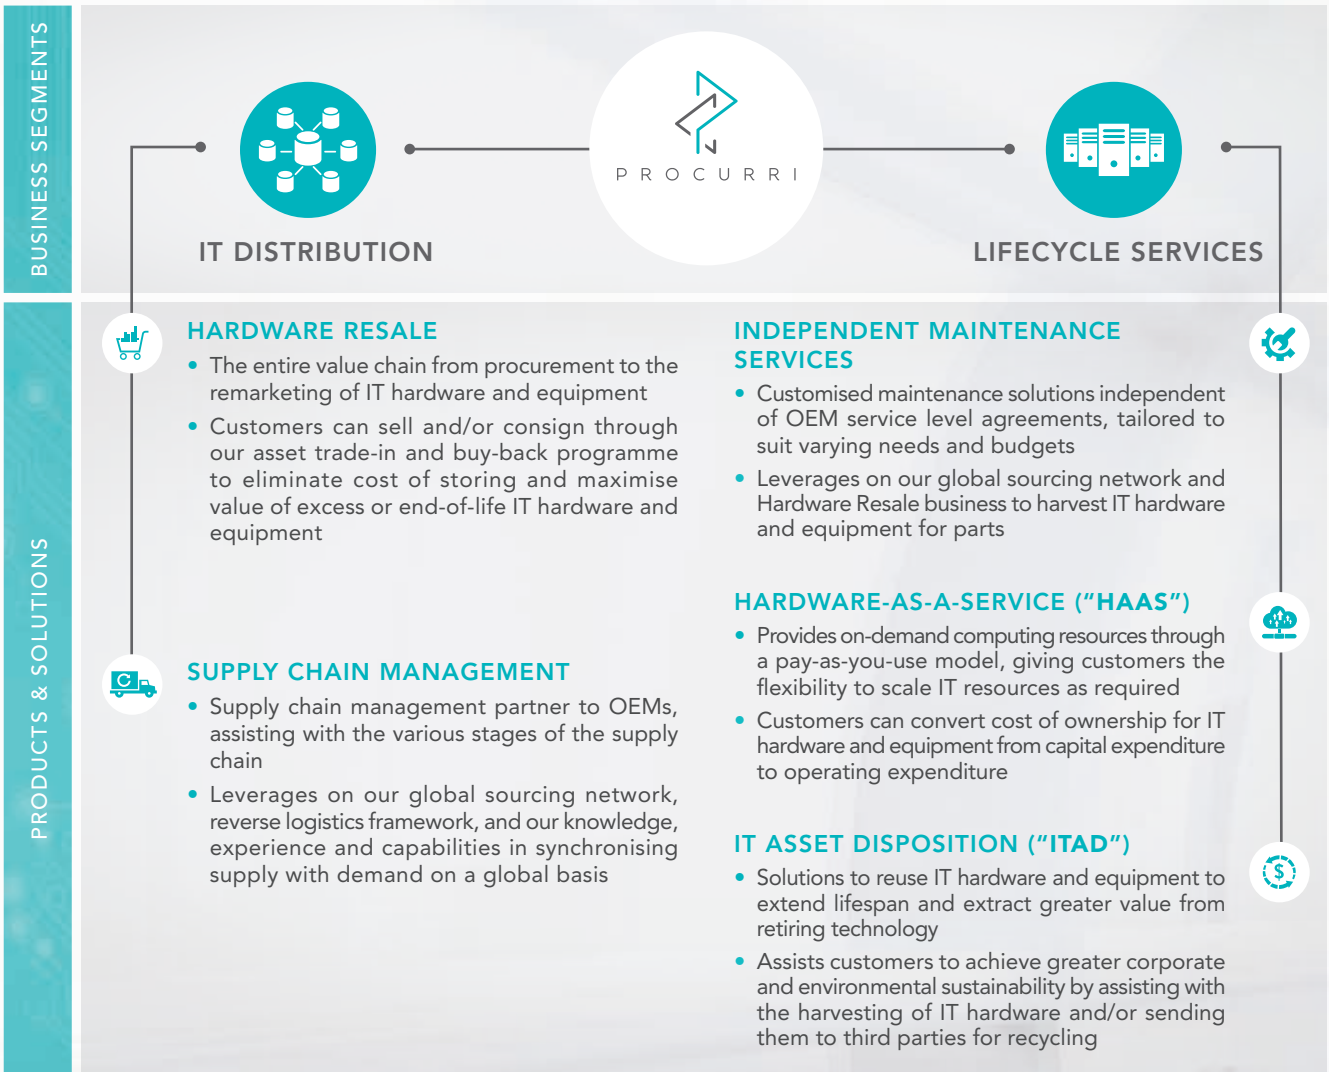 BUSINESS SEGMENTS
PROCURRI
IT DISTRIBUTION
LIFECYCLE SERVICES
PRODUCTS & SOLUTIONS
HARDWARE RESALE
• The entire value chain from procurement to the
remarketing of IT hardware and equipment
• Customers can sell and/or consign through
our asset trade-in and buy-back programme
to eliminate cost of storing and maximise
value of excess or end-of-life IT hardware and
equipment
SUPPLY CHAIN MANAGEMENT
• Supply chain management partner to OEMs,
assisting with the various stages of the supply
chain
• Leverages on our global sourcing network,
reverse logistics framework, and our knowledge,
experience and capabilities in synchronising
supply with demand on a global basis
INDEPENDENT MAINTENANCE
SERVICES
• Customised maintenance solutions independent
of OEM service level agreements, tailored to
suit varying needs and budgets
• Leverages on our global sourcing network and
Hardware Resale business to harvest IT hardware
and equipment for parts
HARDWARE-AS-A-SERVICE ("HAAS")
• Provides on-demand computing resources through
a pay-as-you-use model, giving customers the
flexibility to scale IT resources as required
• Customers can convert cost of ownership for IT
hardware and equipment from capital expenditure
to operating expenditure
IT ASSET DISPOSITION ("ITAD")
• Solutions to reuse IT hardware and equipment to
extend lifespan and extract greater value from
retiring technology
• Assists customers to achieve greater corporate
and environmental sustainability by assisting with
the harvesting of IT hardware and/or sending
them to third parties for recycling
$